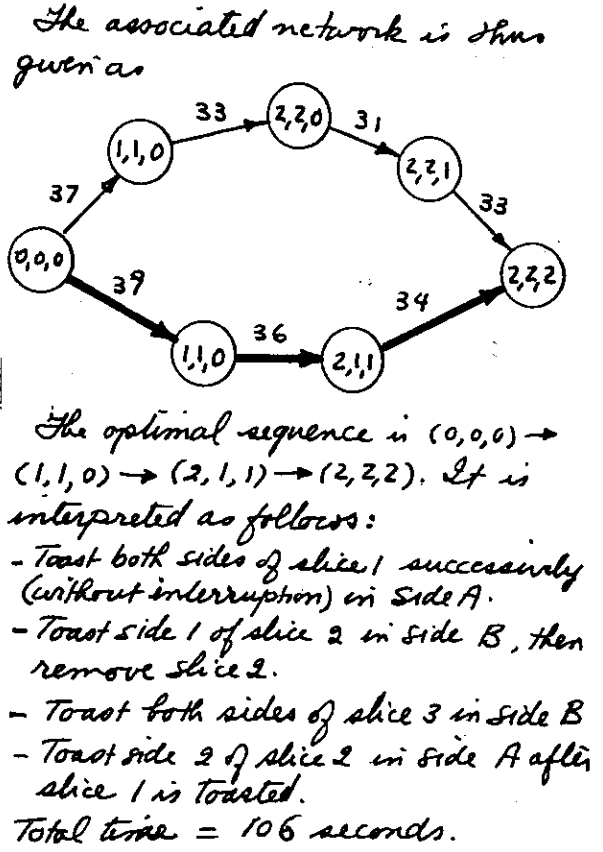 The associated network is thus
given as
33
2,2,0
31
1,1,0
2,2,1
37
33
0,0,0
39
2,2,2
34
36
1,1,0
2,1,1
The optimal sequence is (0,0,0) →
(1,1,0) → (2,1,1) → (2,2,2). It is
interpreted as follows:
- Toast both sides of slice 1 successively
(without interruption) in side A.
- Toast side 1 of slice 2 in side B, then
remove slice 2.
- Toast both sides of slice 3 in side B
- Toast side 2 of slice 2 in side A after
slice 1 is toasted.
Total time = 106 seconds.